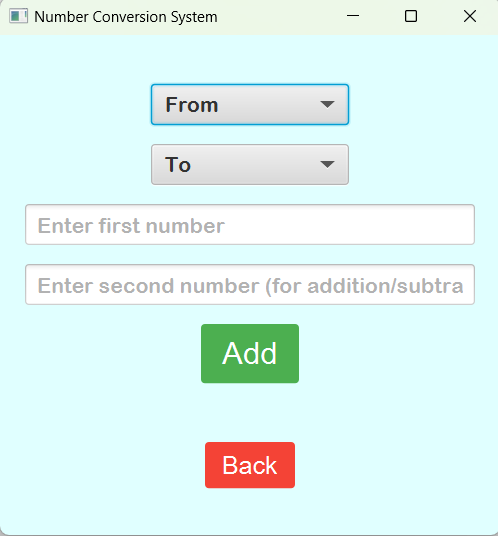 Number Conversion System
From
To
Enter first number
Enter second number (for addition/subtra
Add
Back